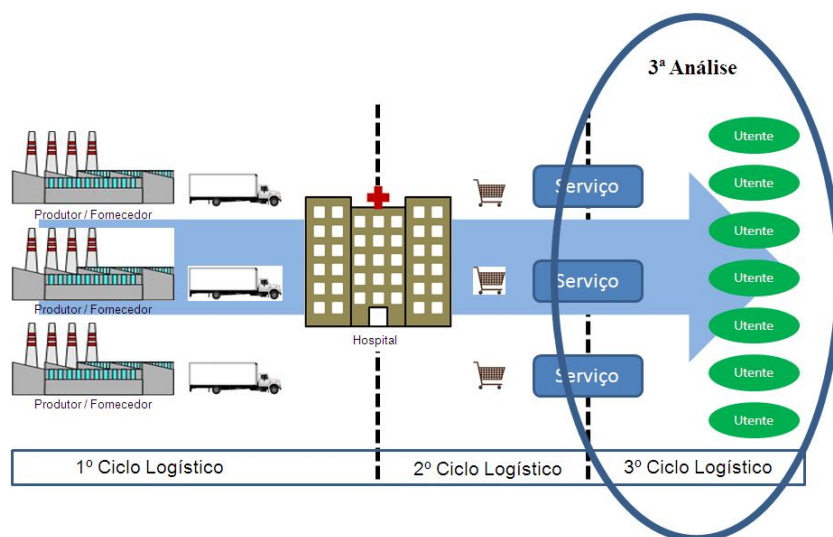 3ª Análise
Utente
Produtor / Fornecedor
Serviço
Utente
Utente
Produtor / Fornecedor
Serviço
Utente
Hospital
Utente
Produtor / Fornecedor
Serviço
Utente
Utente
1º Ciclo Logístico
2º Ciclo Logístico
3º Ciclo Logístico